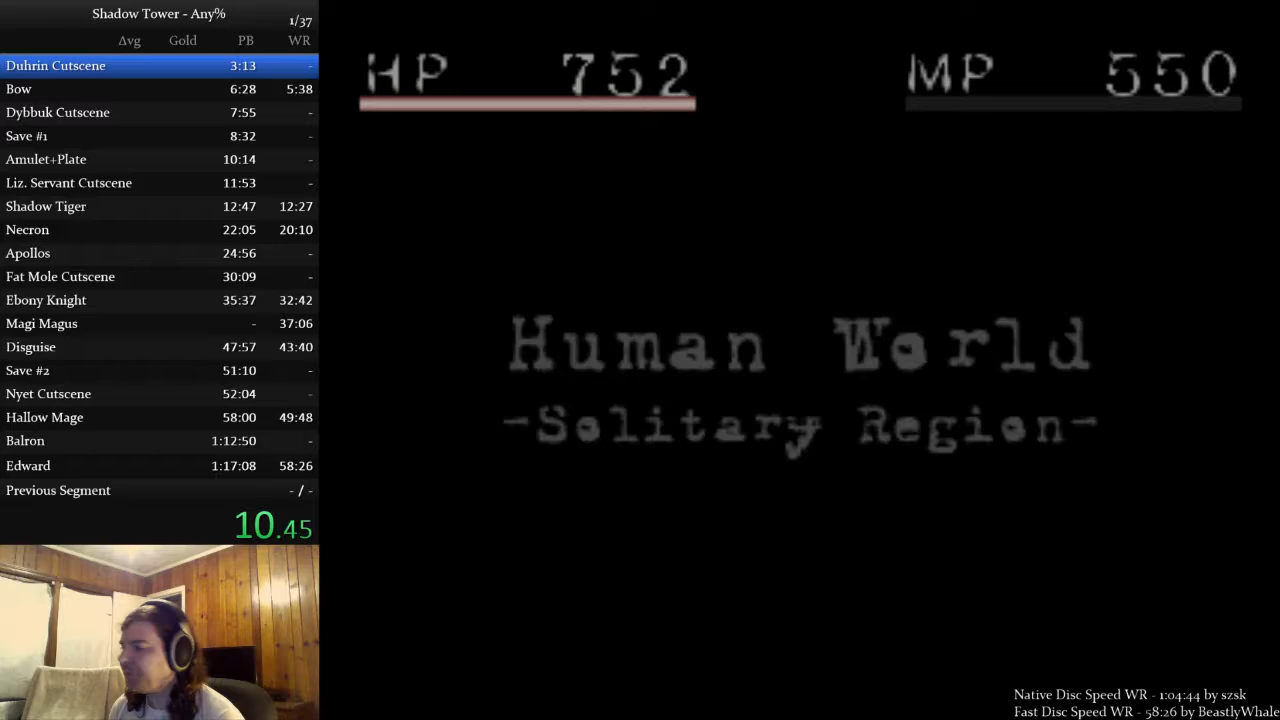 Shadow Tower - Any%
1/37
Δvg Gold PB WR
Duhrin Cutscene 3:13 -
Bow 6:28 5:38
Dybbuk Cutscene 7:55 -
Save #1 8:32 -
Amulet+Plate 10:14 -
Liz. Servant Cutscene 11:53 -
Shadow Tiger 12:47 12:27
Necron 22:05 20:10
Apollos 24:56 -
Fat Mole Cutscene 30:09 -
Ebony Knight 35:37 32:42
Magi Magus - 37:06
Disguise 47:57 43:40
Save #2 51:10 -
Nyet Cutscene 52:04 -
Hallow Mage 58:00 49:48
Balron 1:12:50 -
Edward 1:17:08 58:26
Previous Segment - / -
10.45
HP 752 MP 550
Human World
-Solitary Region-
Native Disc Speed WR - 1:04:44 by szsk
Fast Disc Speed WR - 58:26 by BeastlyWhale